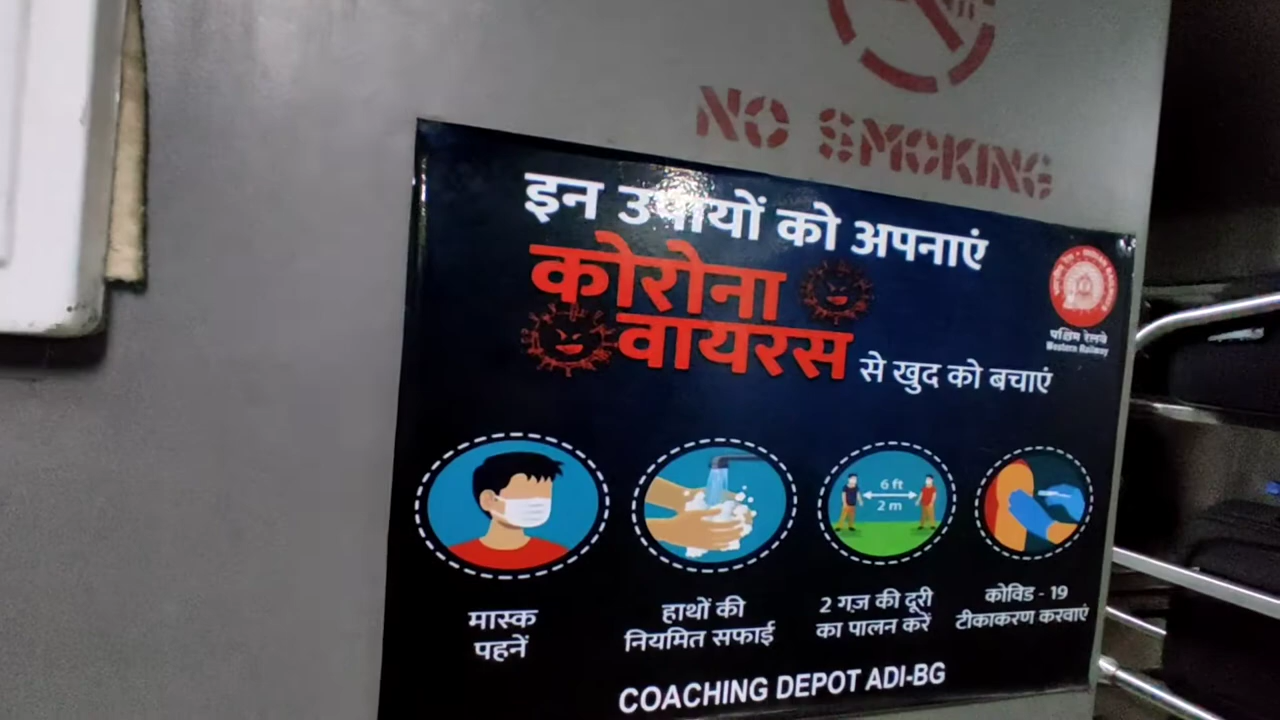 NO SMOKING
इन उपायों को अपनाएं
कोरोना
वायरस से खुद को बचाएं
पश्चिम रेलवे
Western Railway
6 ft
2 m
मास्क
पहनें
हाथों की
नियमित सफाई
2 गज़ की दूरी
का पालन करें
कोविड - 19
टीकाकरण करवाएं
COACHING DEPOT ADI-BG